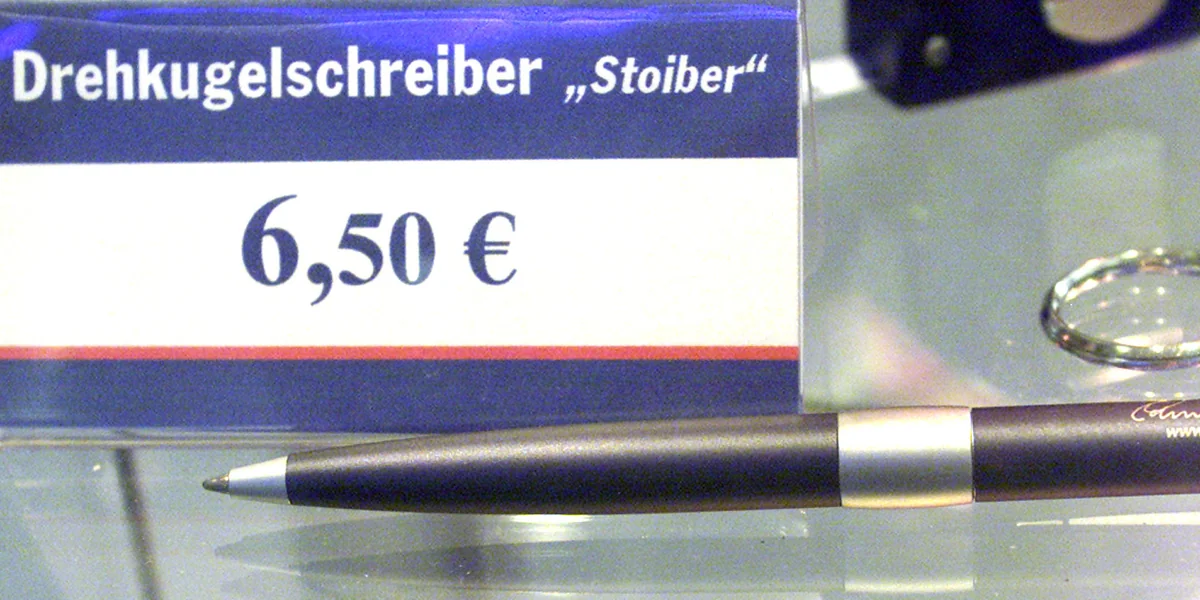 Drehkugelschreiber „Stoiber“
6,50 €